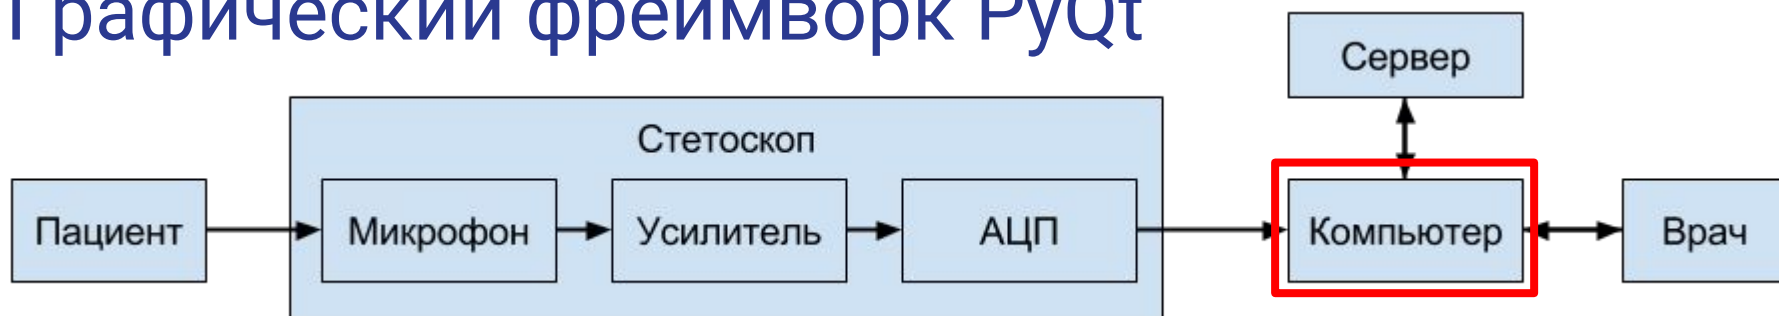 Графический фреймворк PyQt
Сервер
Стетоскоп
Пациент
Микрофон
Усилитель
АЦП
Компьютер
Врач